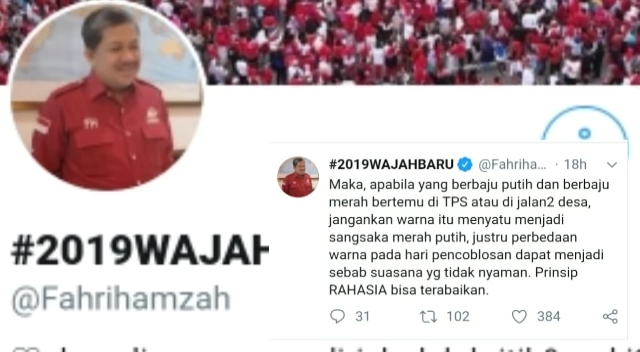 #2019WAJAH
@Fahrihamzah
#2019WAJAHBARU @Fahriha... · 18h
Maka, apabila yang berbaju putih dan berbaju
merah bertemu di TPS atau di jalan2 desa,
jangankan warna itu menyatu menjadi
sangsaka merah putih, justru perbedaan
warna pada hari pencoblosan dapat menjadi
sebab suasana yg tidak nyaman. Prinsip
RAHASIA bisa terabaikan.
31 102 384